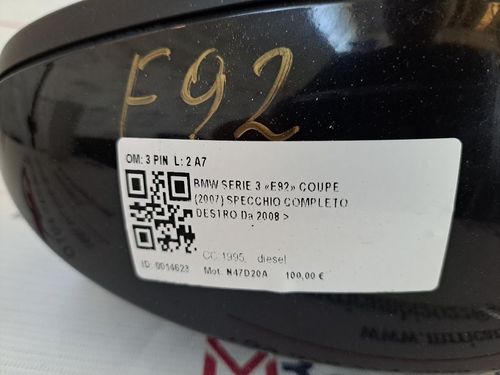 E92
OM: 3 PIN L: 2 A7
BMW SERIE 3 «E92» COUPE
(2007) SPECCHIO COMPLETO
DESTRO Da 2008 >
CC: 1995, diesel
ID: 0014623
Mot. N47D20A 100,00 €